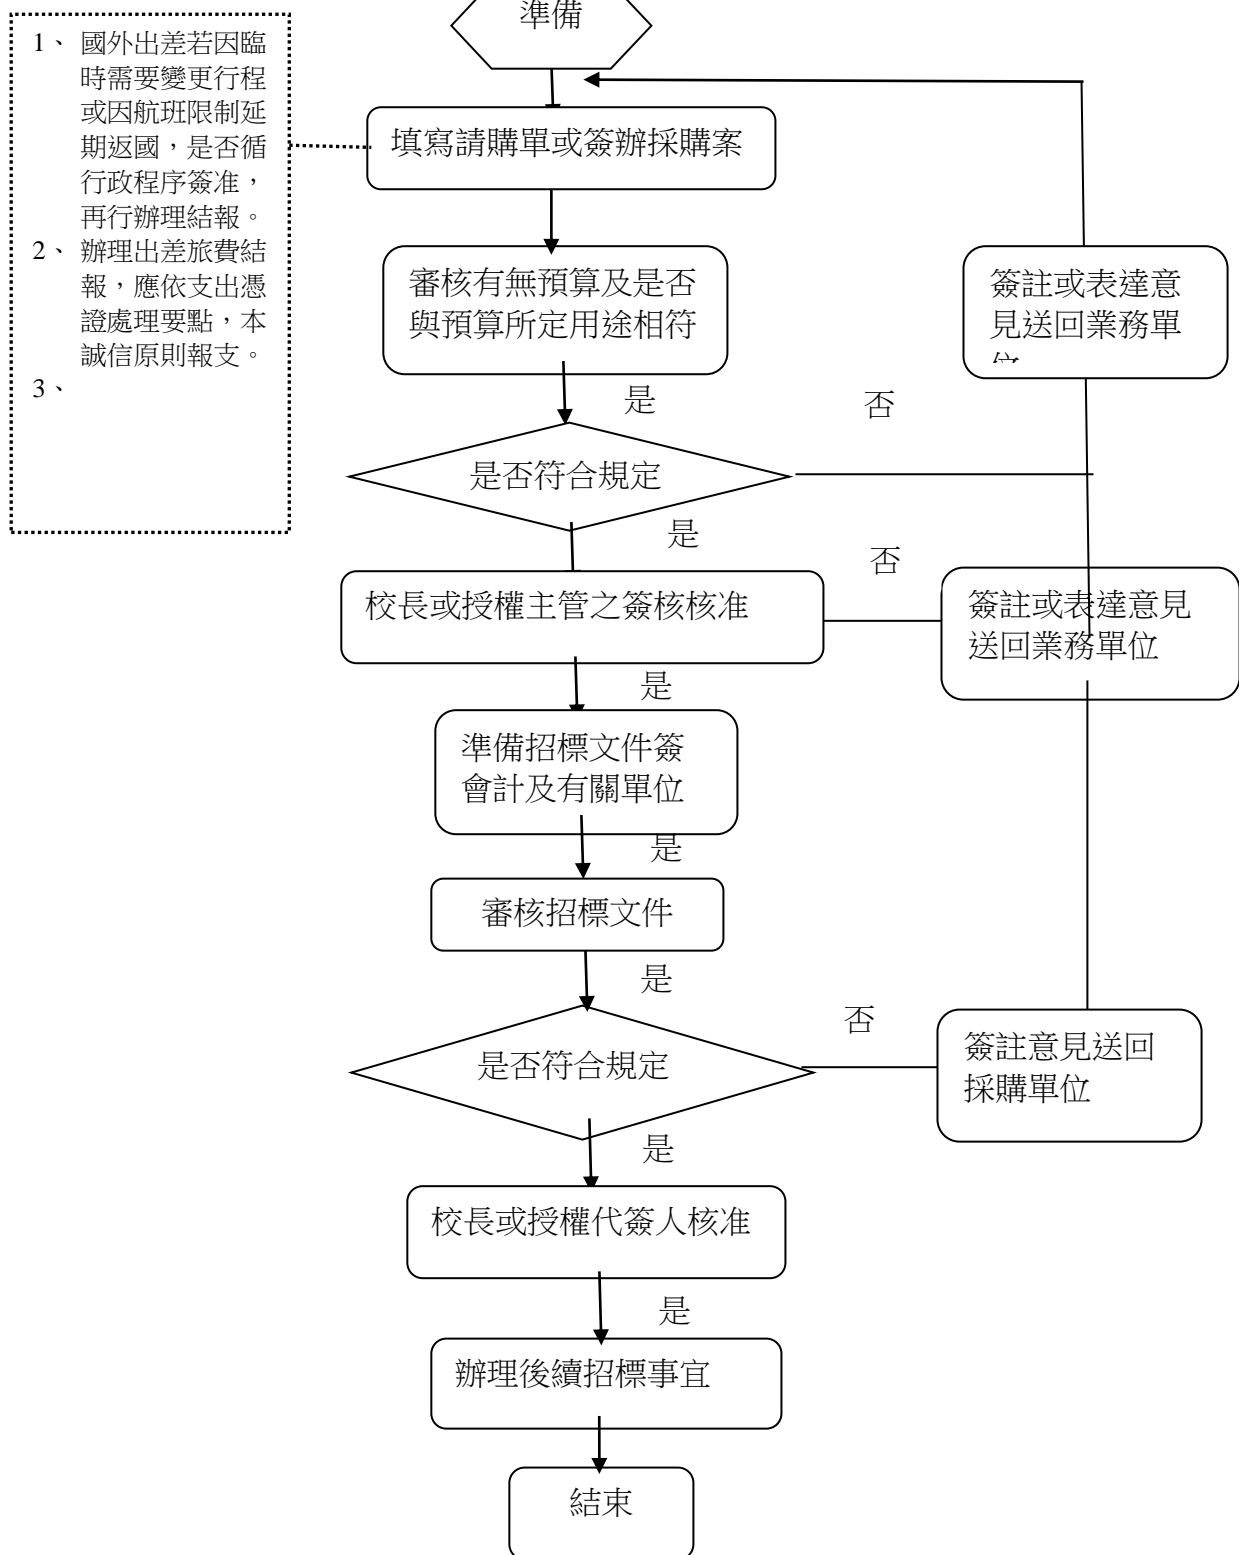 準備
1、 國外出差若因臨
時需要變更行程
或因航班限制延
期返國，是否循
行政程序簽准，
再行辦理結報。
2、 辦理出差旅費結
報，應依支出憑
證處理要點，本
誠信原則報支。
3、
填寫請購單或簽辦採購案
審核有無預算及是否
與預算所定用途相符
簽註或表達意
見送回業務單
位
是
否
是否符合規定
是
否
校長或授權主管之簽核核准
簽註或表達意見
送回業務單位
是
準備招標文件簽
會計及有關單位
是
審核招標文件
是
否
是否符合規定
簽註意見送回
採購單位
是
校長或授權代簽人核准
是
辦理後續招標事宜
結束